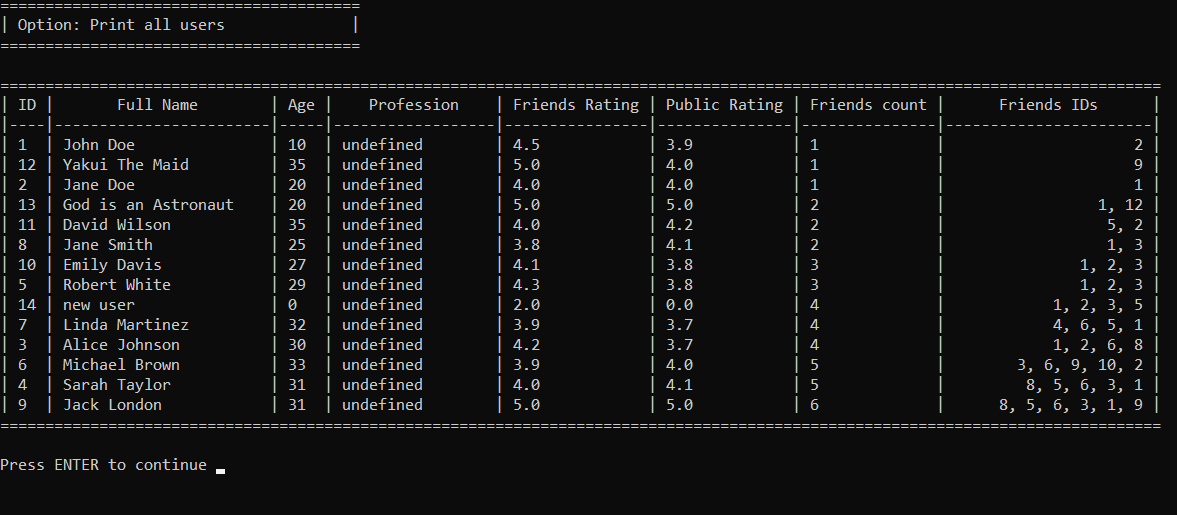 ========================================
| Option: Print all users              |
========================================
=================================================================================================================================
| ID |       Full Name        | Age |    Profession    | Friends Rating | Public Rating | Friends count |      Friends IDs      |
|----|------------------------|-----|------------------|----------------|---------------|---------------|-----------------------|
| 1  | John Doe               | 10  | undefined        | 4.5            | 3.9           | 1             |                     2 |
| 12 | Yakui The Maid         | 35  | undefined        | 5.0            | 4.0           | 1             |                     9 |
| 2  | Jane Doe               | 20  | undefined        | 4.0            | 4.0           | 1             |                     1 |
| 13 | God is an Astronaut    | 20  | undefined        | 5.0            | 5.0           | 2             |                 1, 12 |
| 11 | David Wilson           | 35  | undefined        | 4.0            | 4.2           | 2             |                  5, 2 |
| 8  | Jane Smith             | 25  | undefined        | 3.8            | 4.1           | 2             |                  1, 3 |
| 10 | Emily Davis            | 27  | undefined        | 4.1            | 3.8           | 3             |               1, 2, 3 |
| 5  | Robert White           | 29  | undefined        | 4.3            | 3.8           | 3             |               1, 2, 3 |
| 14 | new user               | 0   | undefined        | 2.0            | 0.0           | 4             |            1, 2, 3, 5 |
| 7  | Linda Martinez         | 32  | undefined        | 3.9            | 3.7           | 4             |            4, 6, 5, 1 |
| 3  | Alice Johnson          | 30  | undefined        | 4.2            | 3.7           | 4             |            1, 2, 6, 8 |
| 6  | Michael Brown          | 33  | undefined        | 3.9            | 4.0           | 5             |        3, 6, 9, 10, 2 |
| 4  | Sarah Taylor           | 31  | undefined        | 4.0            | 4.1           | 5             |         8, 5, 6, 3, 1 |
| 9  | Jack London            | 31  | undefined        | 5.0            | 5.0           | 6             |      8, 5, 6, 3, 1, 9 |
=================================================================================================================================
Press ENTER to continue